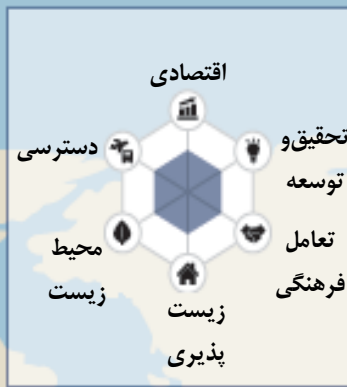 اقتصادی
تحقیق‌و
توسعه
دسترسی
تعامل
فرهنگی
محیط
زیست
زیست
پذیری